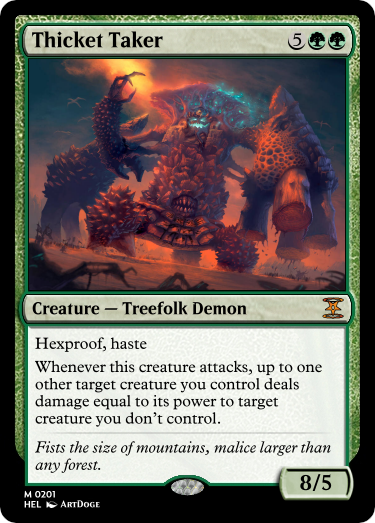 Thicket Taker 5
Creature — Treefolk Demon
Hexproof, haste
Whenever this creature attacks, up to one
other target creature you control deals
damage equal to its power to target
creature you don't control.
Fists the size of mountains, malice larger than
any forest.
8/5
M 0201
HEL ArtDoge